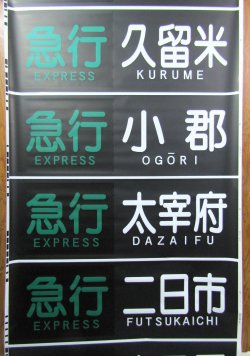 急行 久留米
EXPRESS KURUME
急行 小郡
EXPRESS OGŌRI
急行 太宰府
EXPRESS DAZAIFU
急行 二日市
EXPRESS FUTSUKAICHI